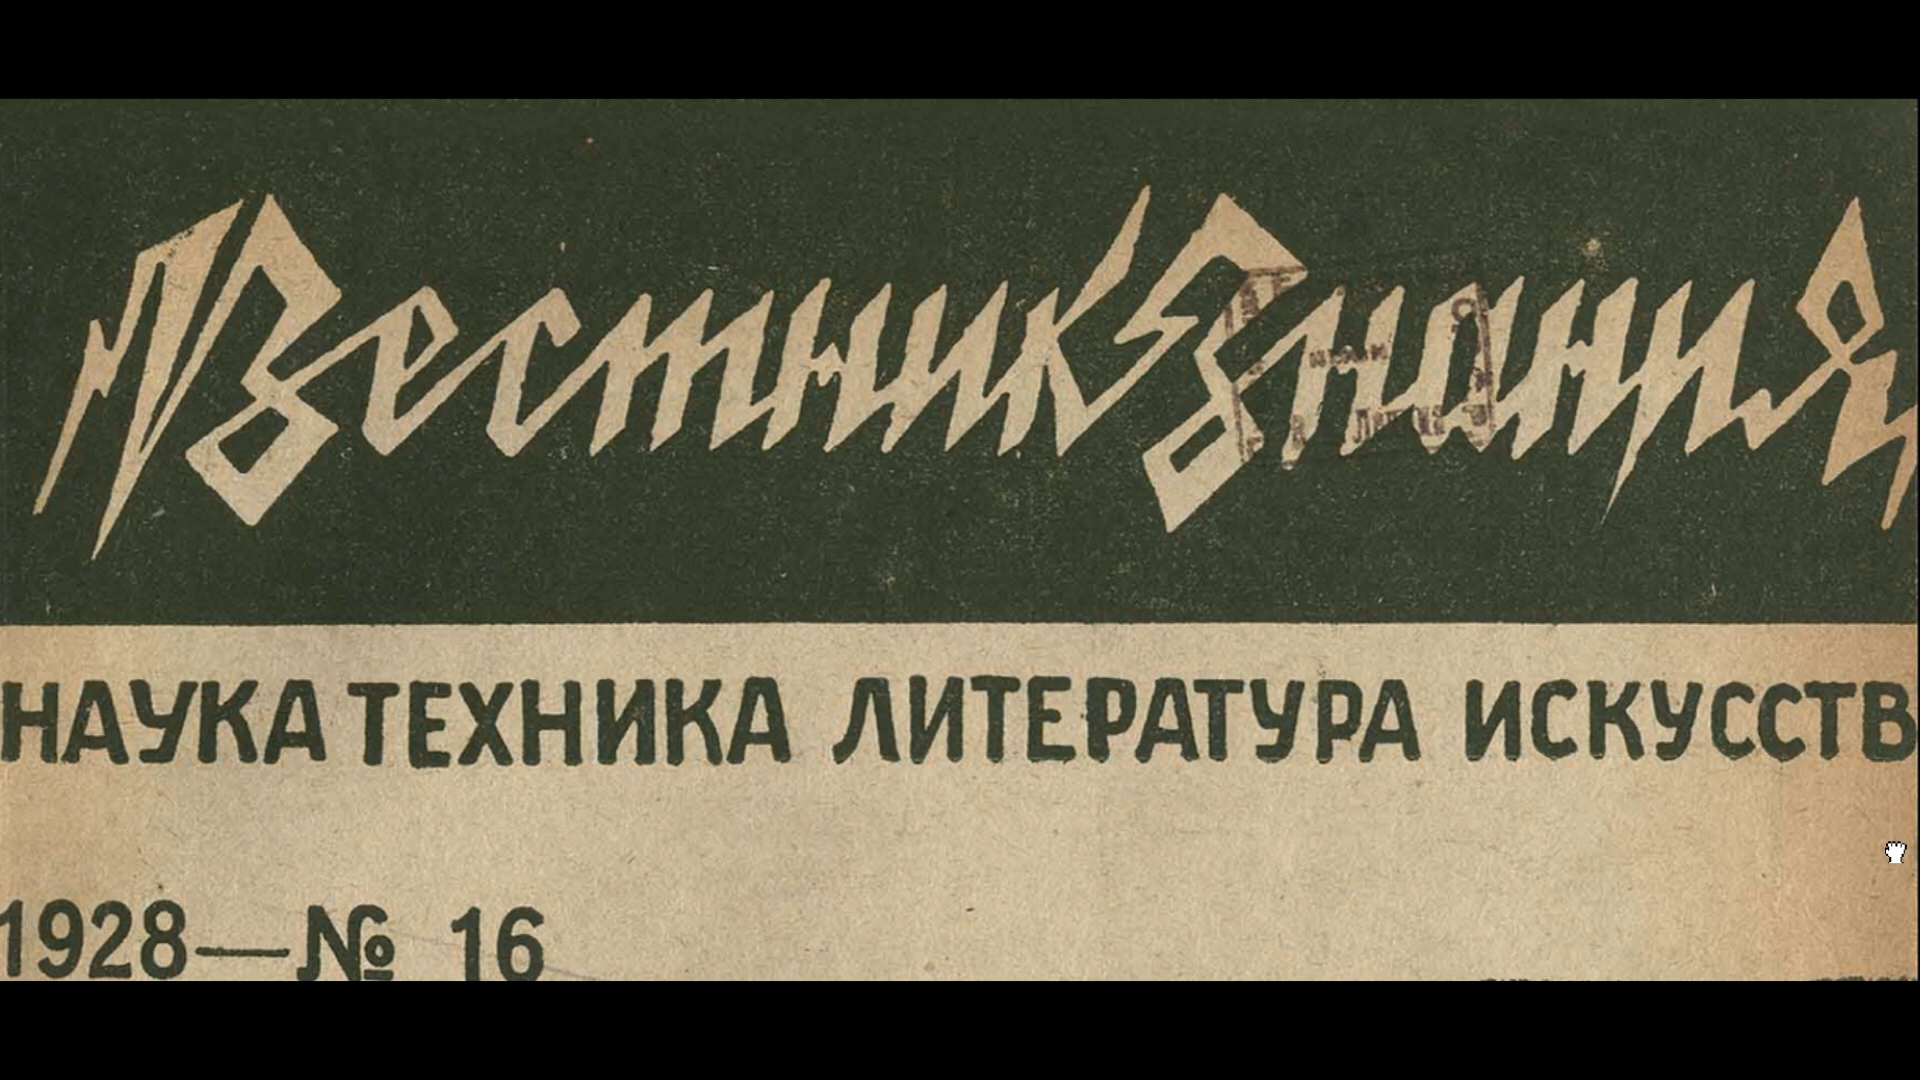 Вестник Знания
НАУКА ТЕХНИКА ЛИТЕРАТУРА ИСКУССТВ
1928—№ 16